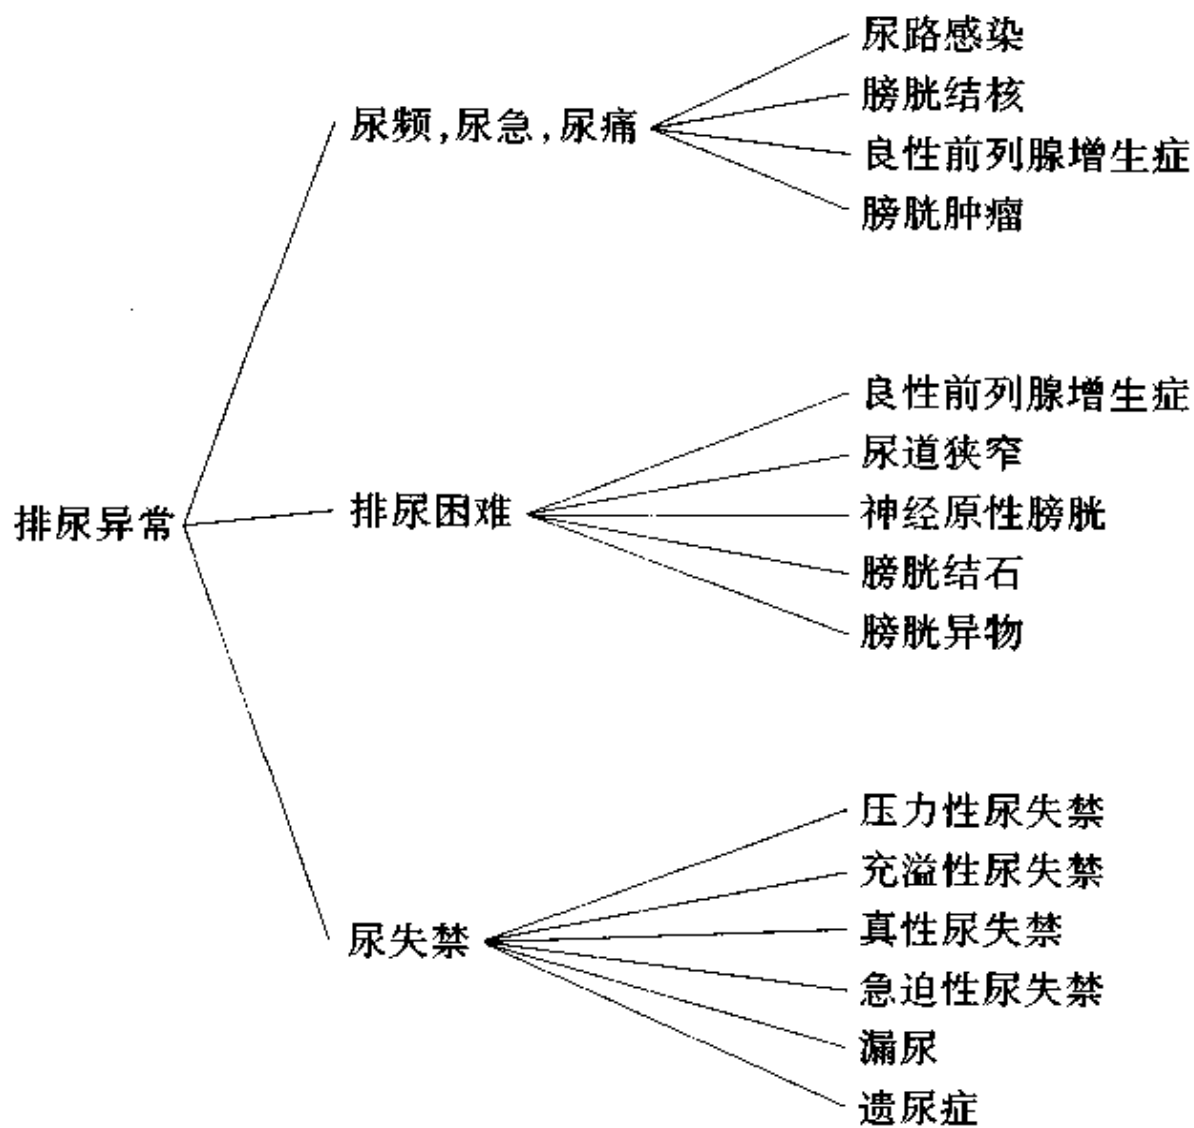 排尿异常
尿频,尿急,尿痛
尿路感染
膀胱结核
良性前列腺增生症
膀胱肿瘤
排尿困难
良性前列腺增生症
尿道狭窄
神经原性膀胱
膀胱结石
膀胱异物
尿失禁
压力性尿失禁
充溢性尿失禁
真性尿失禁
急迫性尿失禁
漏尿
遗尿症